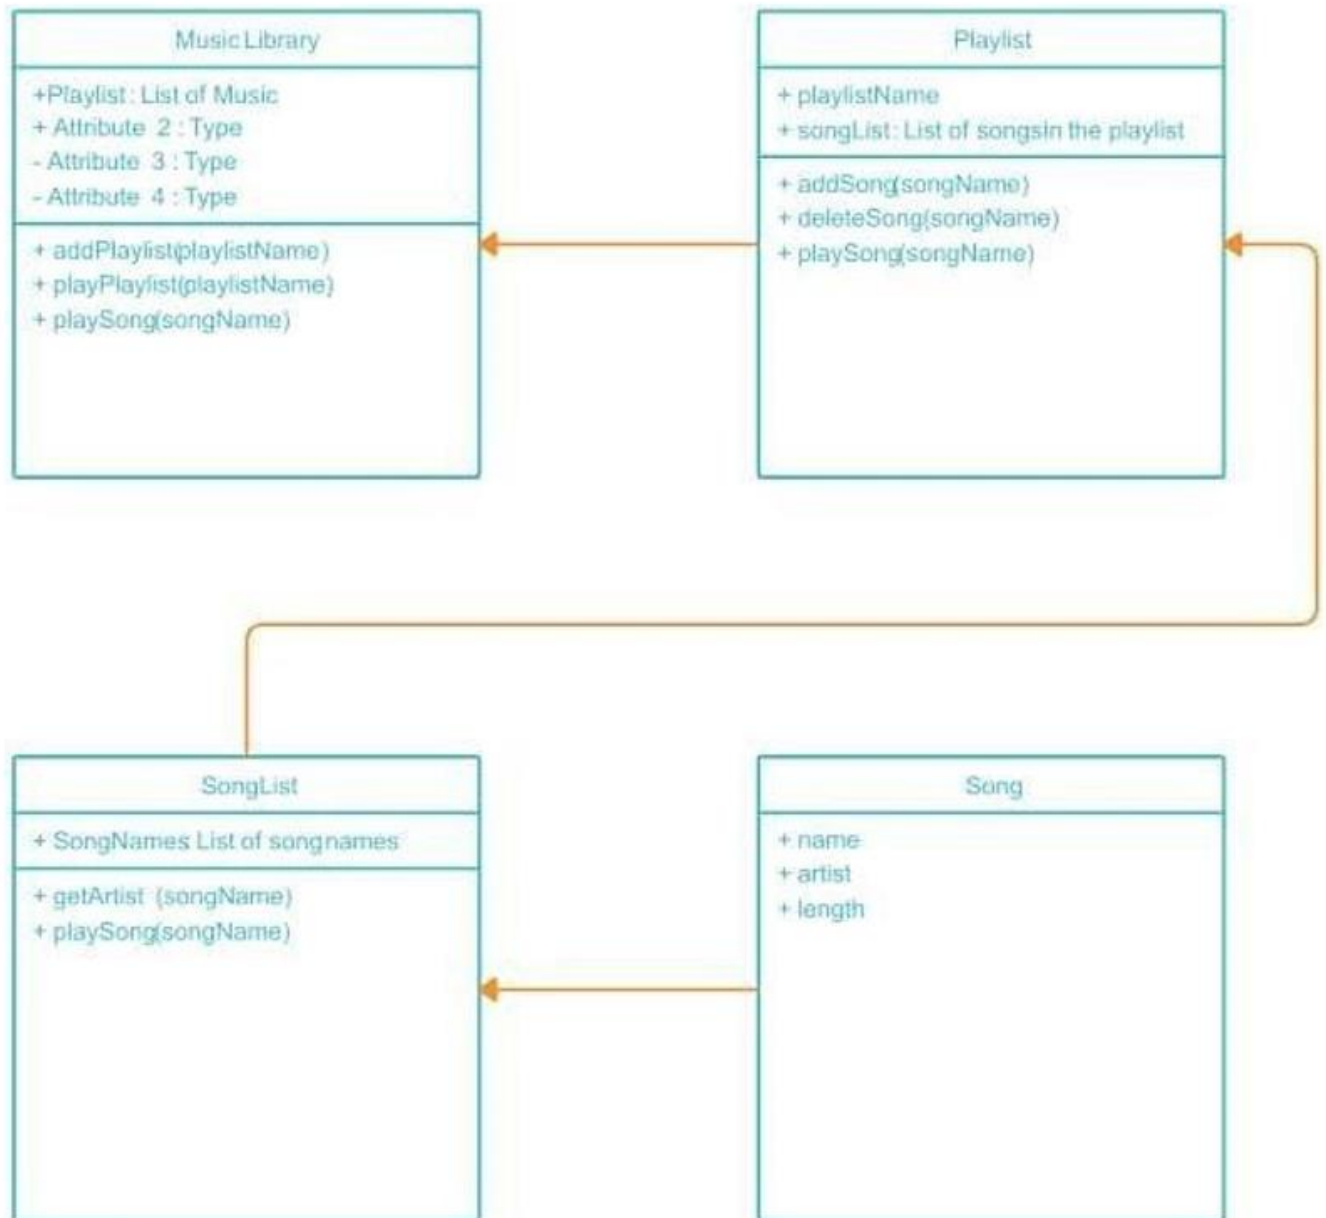 Music Library
+Playlist : List of Music
+ Attribute 2 : Type
- Attribute 3 : Type
- Attribute 4 : Type
+ addPlaylist(playlistName)
+ playPlaylist(playlistName)
+ playSong(songName)
Playlist
+ playlistName
+ songList: List of songsin the playlist
+ addSong(songName)
+ deleteSong(songName)
+ playSong(songName)
SongList
+ SongNames List of songnames
+ getArtist (songName)
+ playSong(songName)
Song
+ name
+ artist
+ length